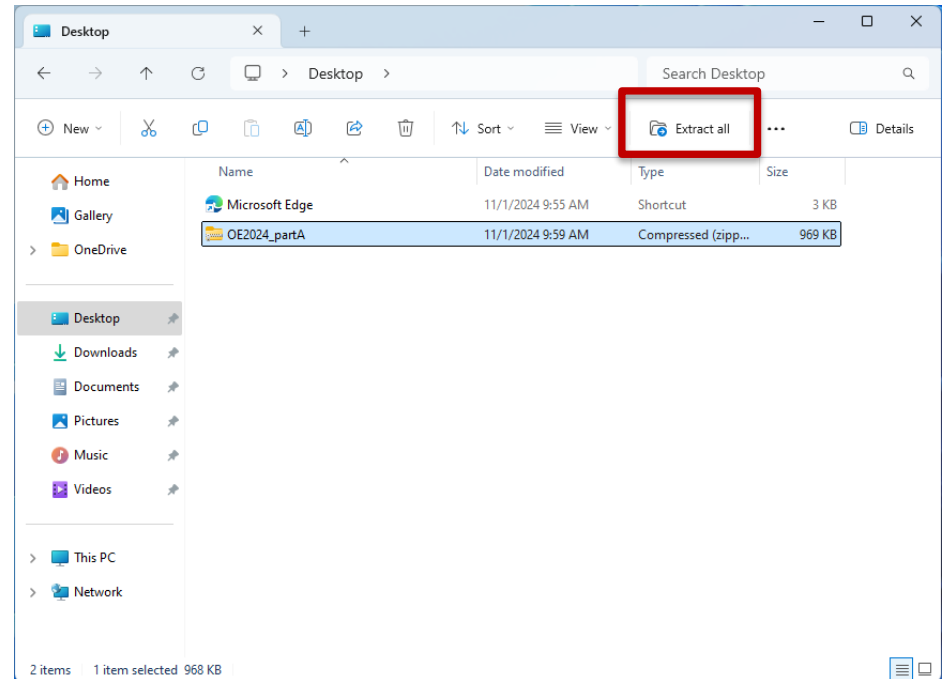 Desktop
Desktop
Search Desktop
New
Sort
View
Extract all
Details
Name
Date modified
Type
Size
Home
Gallery
OneDrive
Desktop
Downloads
Documents
Pictures
Music
Videos
This PC
Network
Microsoft Edge 11/1/2024 9:55 AM Shortcut 3 KB
OE2024_partA 11/1/2024 9:59 AM Compressed (zipp... 969 KB
2 items 1 item selected 968 KB